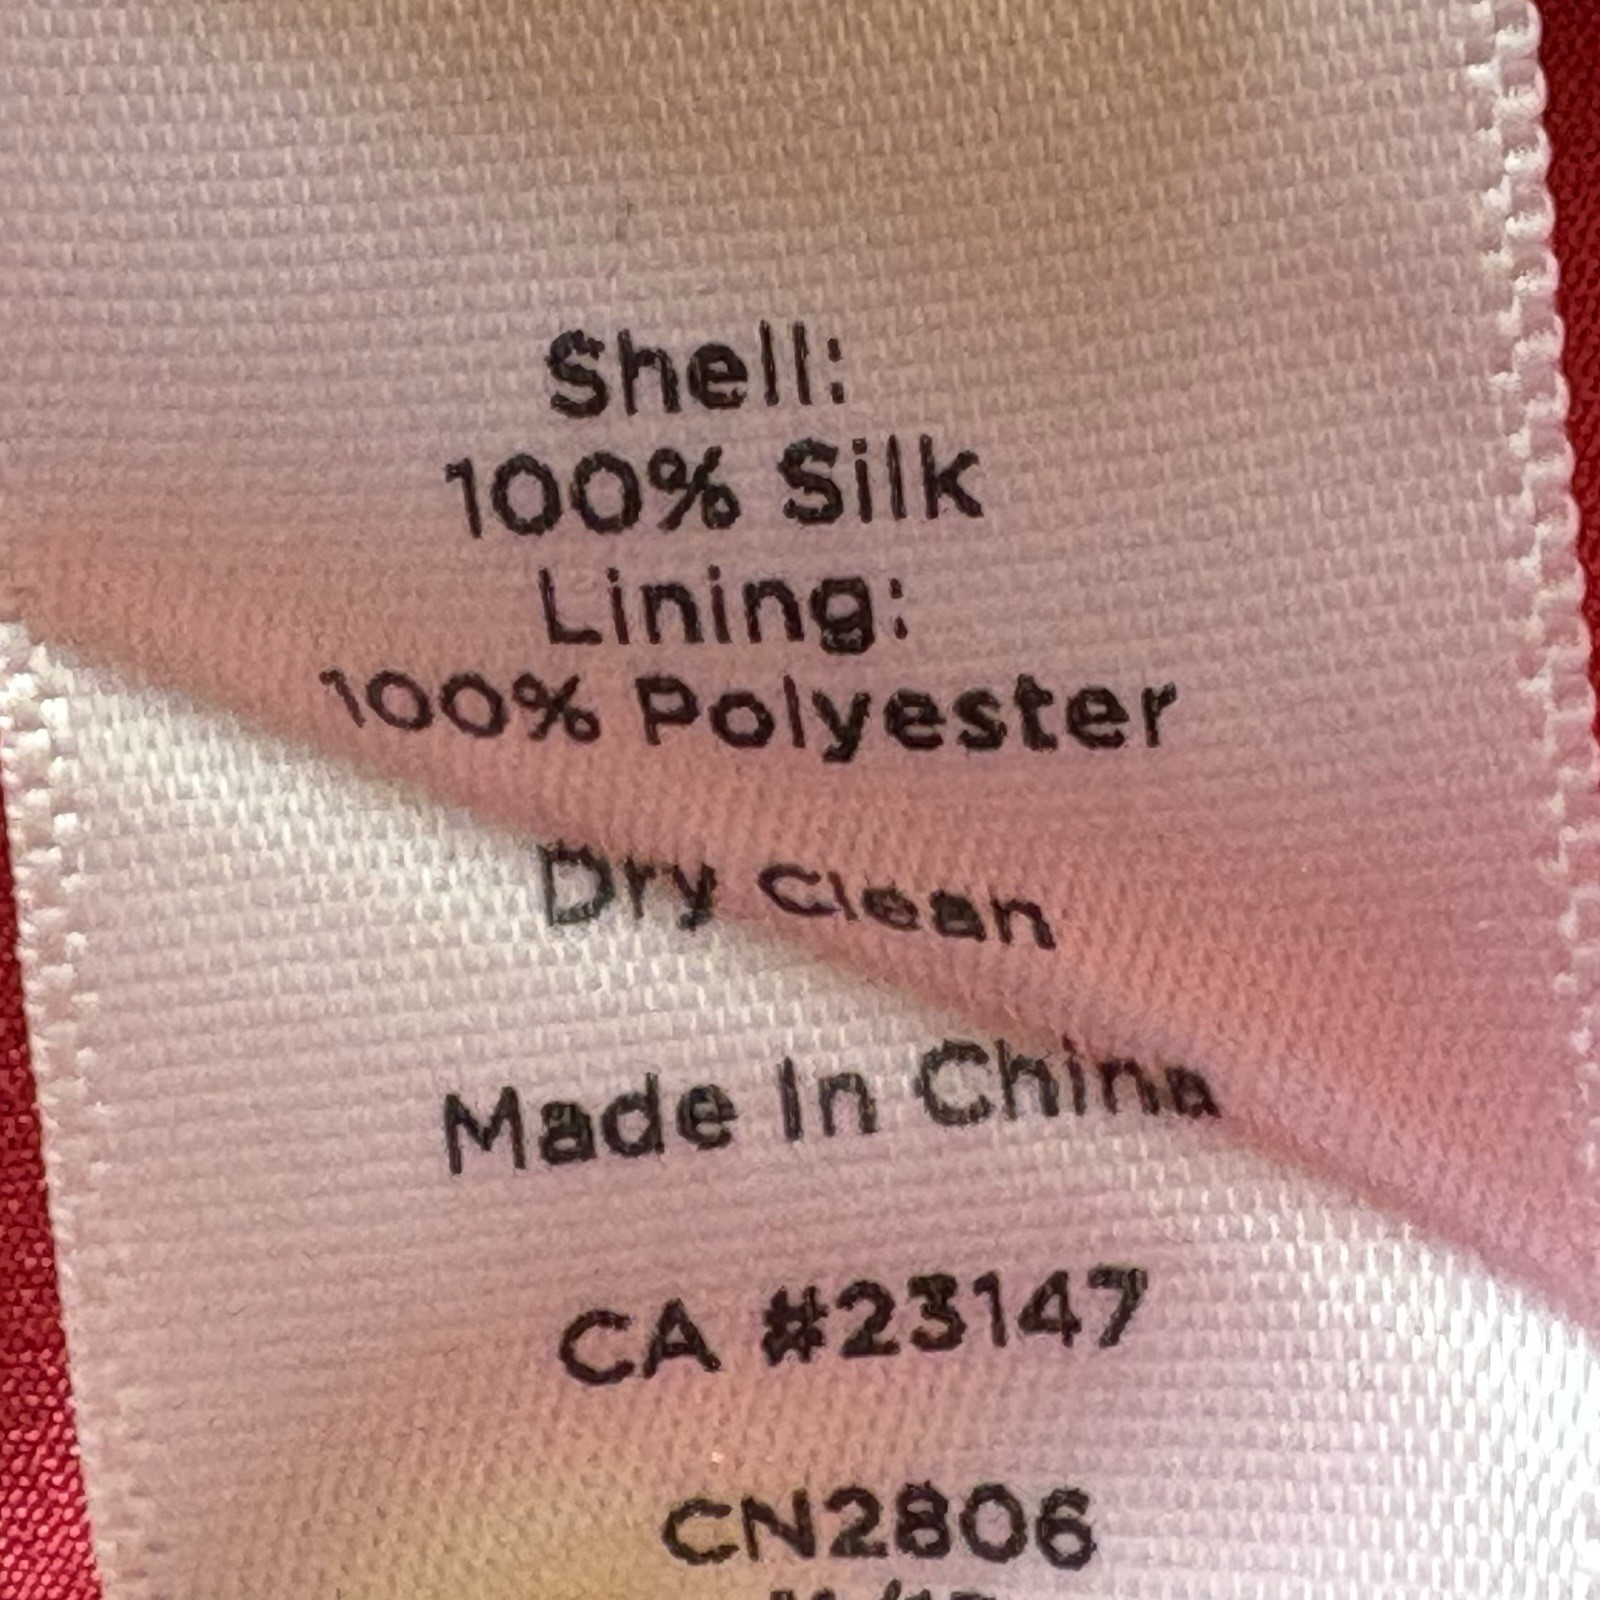 Shell:
100% Silk
Lining:
100% Polyester
Dry Clean
Made In China
CA #23147
CN2806